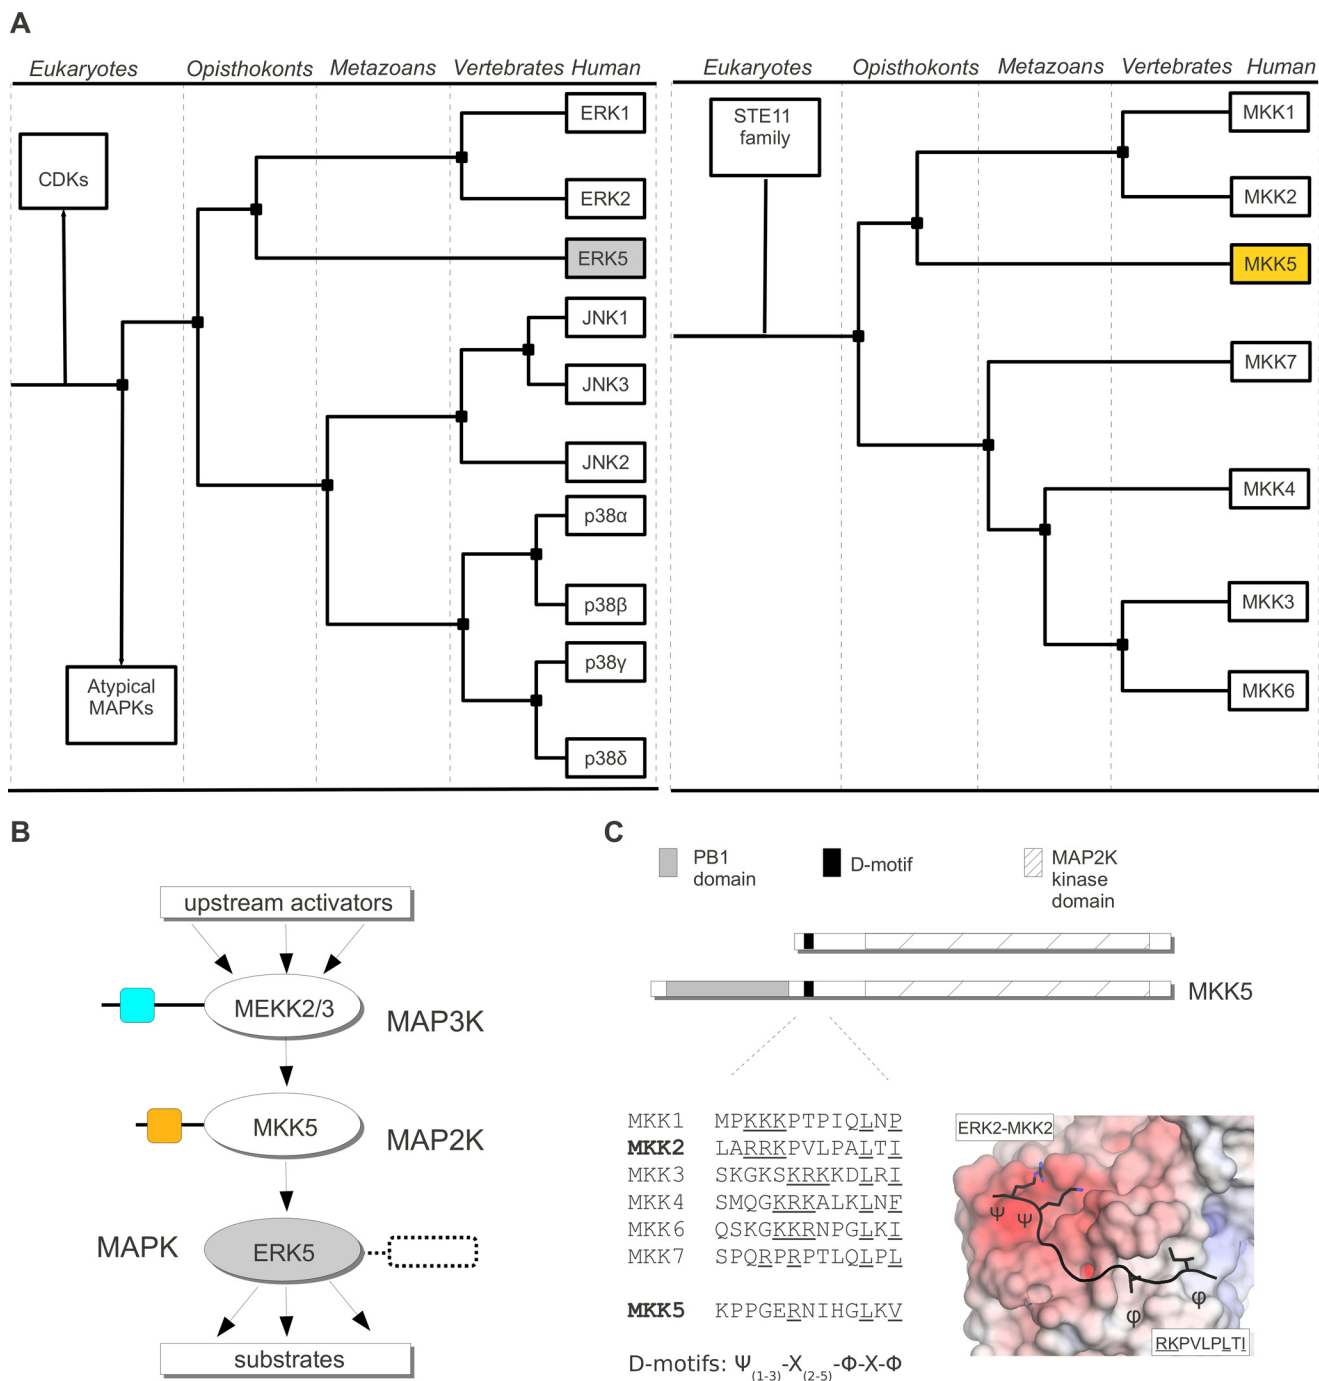 A
Eukaryotes Opisthokonts Metazoans Vertebrates Human
CDKs
Atypical
MAPKs
ERK1
ERK2
ERK5
JNK1
JNK3
JNK2
p38α
p38β
p38γ
p38δ
Eukaryotes Opisthokonts Metazoans Vertebrates Human
STE11
family
MKK1
MKK2
MKK5
MKK7
MKK4
MKK3
MKK6
B
upstream activators
MEKK2/3
MAP3K
MKK5
MAP2K
MAPK
ERK5
substrates
C
PB1
domain
D-motif
MAP2K
kinase
domain
MKK5
MKK1 MPKKKPTPIQLNP
MKK2 LARRKPVLPALTI
MKK3 SKGKSKRKKDLRI
MKK4 SMQGKRKALKLNF
MKK6 QSKGKKRNPGLKI
MKK7 SPQRPRPTLQLPL
MKK5 KPPGERNIHGLKV
D-motifs: Ψ(1-3)-X(2-5)-Φ-X-Φ
ERK2-MKK2
Ψ Ψ
φ φ
RKPVLPLTI